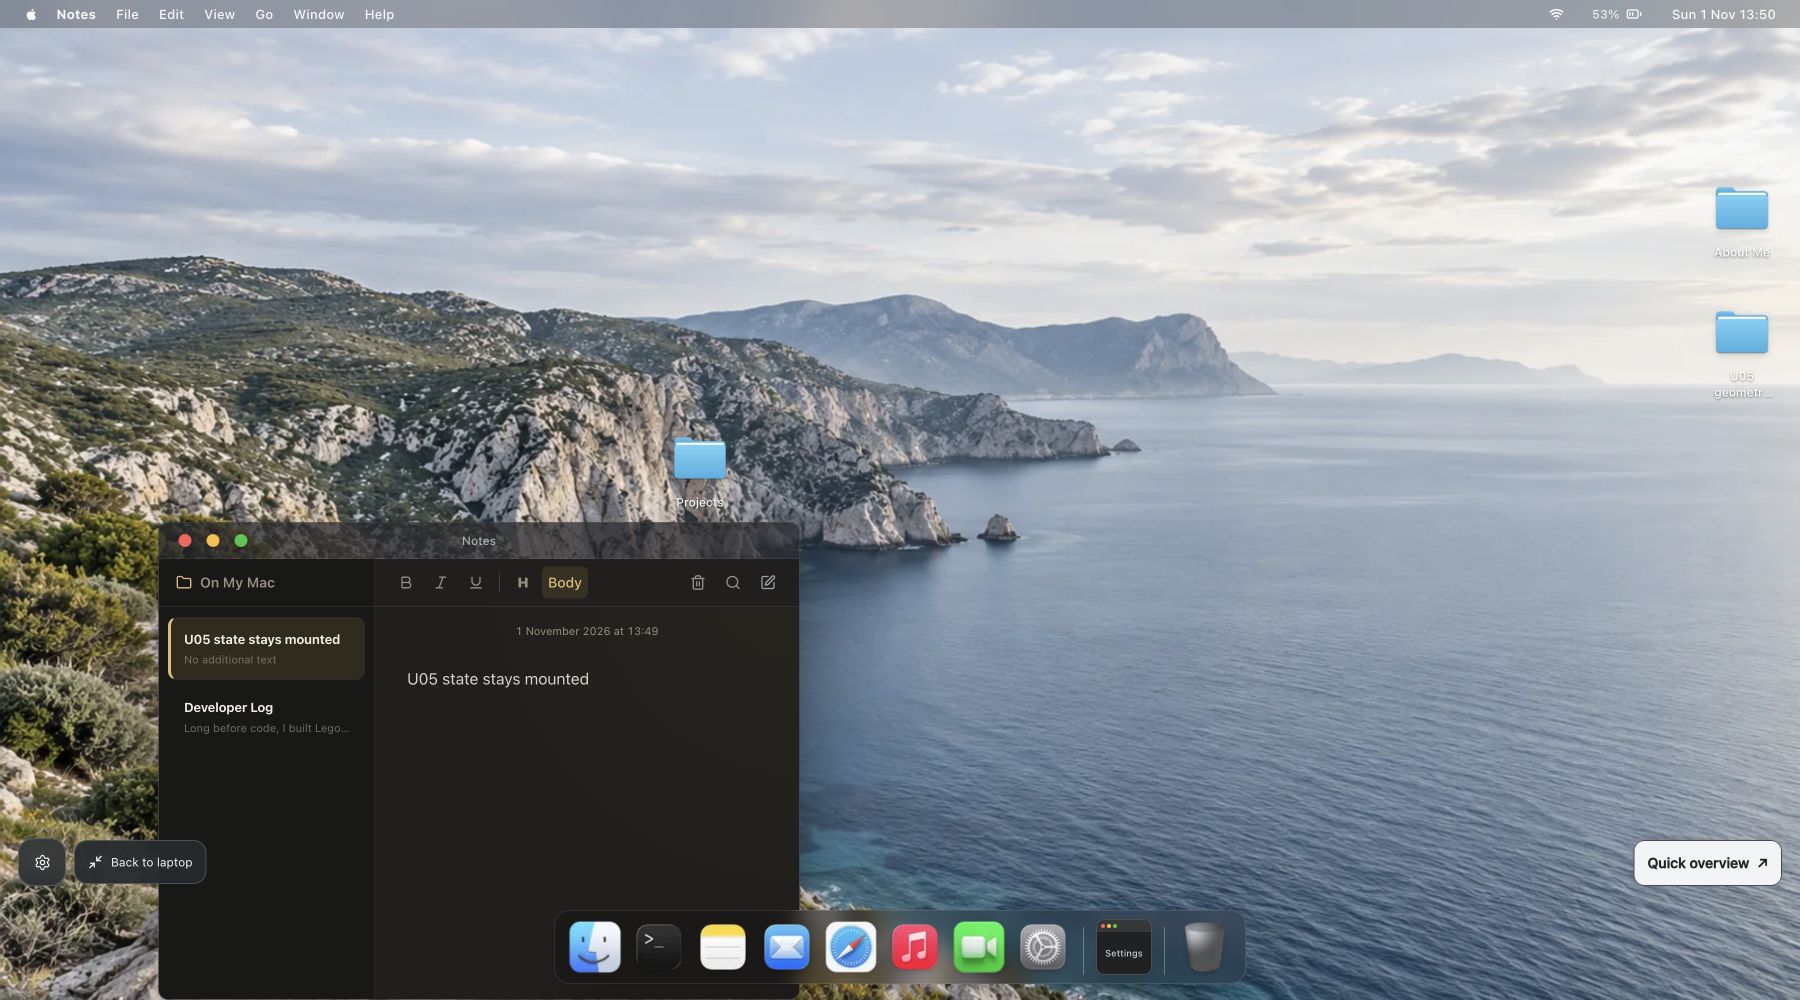 Notes File Edit View Go Window Help 53% Sun 1 Nov 13:50
About Me
U05
geometr...
Projects
Notes
On My Mac
B I U H Body
U05 state stays mounted
No additional text
Developer Log
Long before code, I built Lego...
1 November 2026 at 13:49
U05 state stays mounted
Back to laptop
Quick overview
>_
Settings